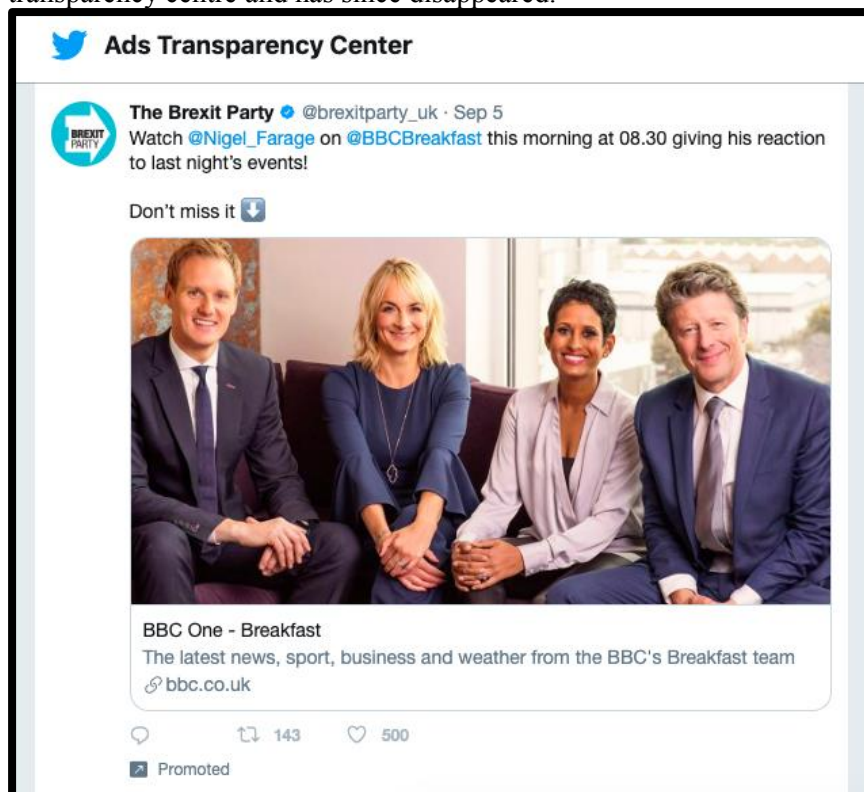 transparency centre and has since disappeared.
Ads Transparency Center
The Brexit Party @brexitparty_uk · Sep 5
BREXIT
PARTY
Watch @Nigel_Farage on @BBCBreakfast this morning at 08.30 giving his reaction
to last night's events!
Don't miss it ⬇️
BBC One - Breakfast
The latest news, sport, business and weather from the BBC's Breakfast team
bbc.co.uk
143 500
Promoted